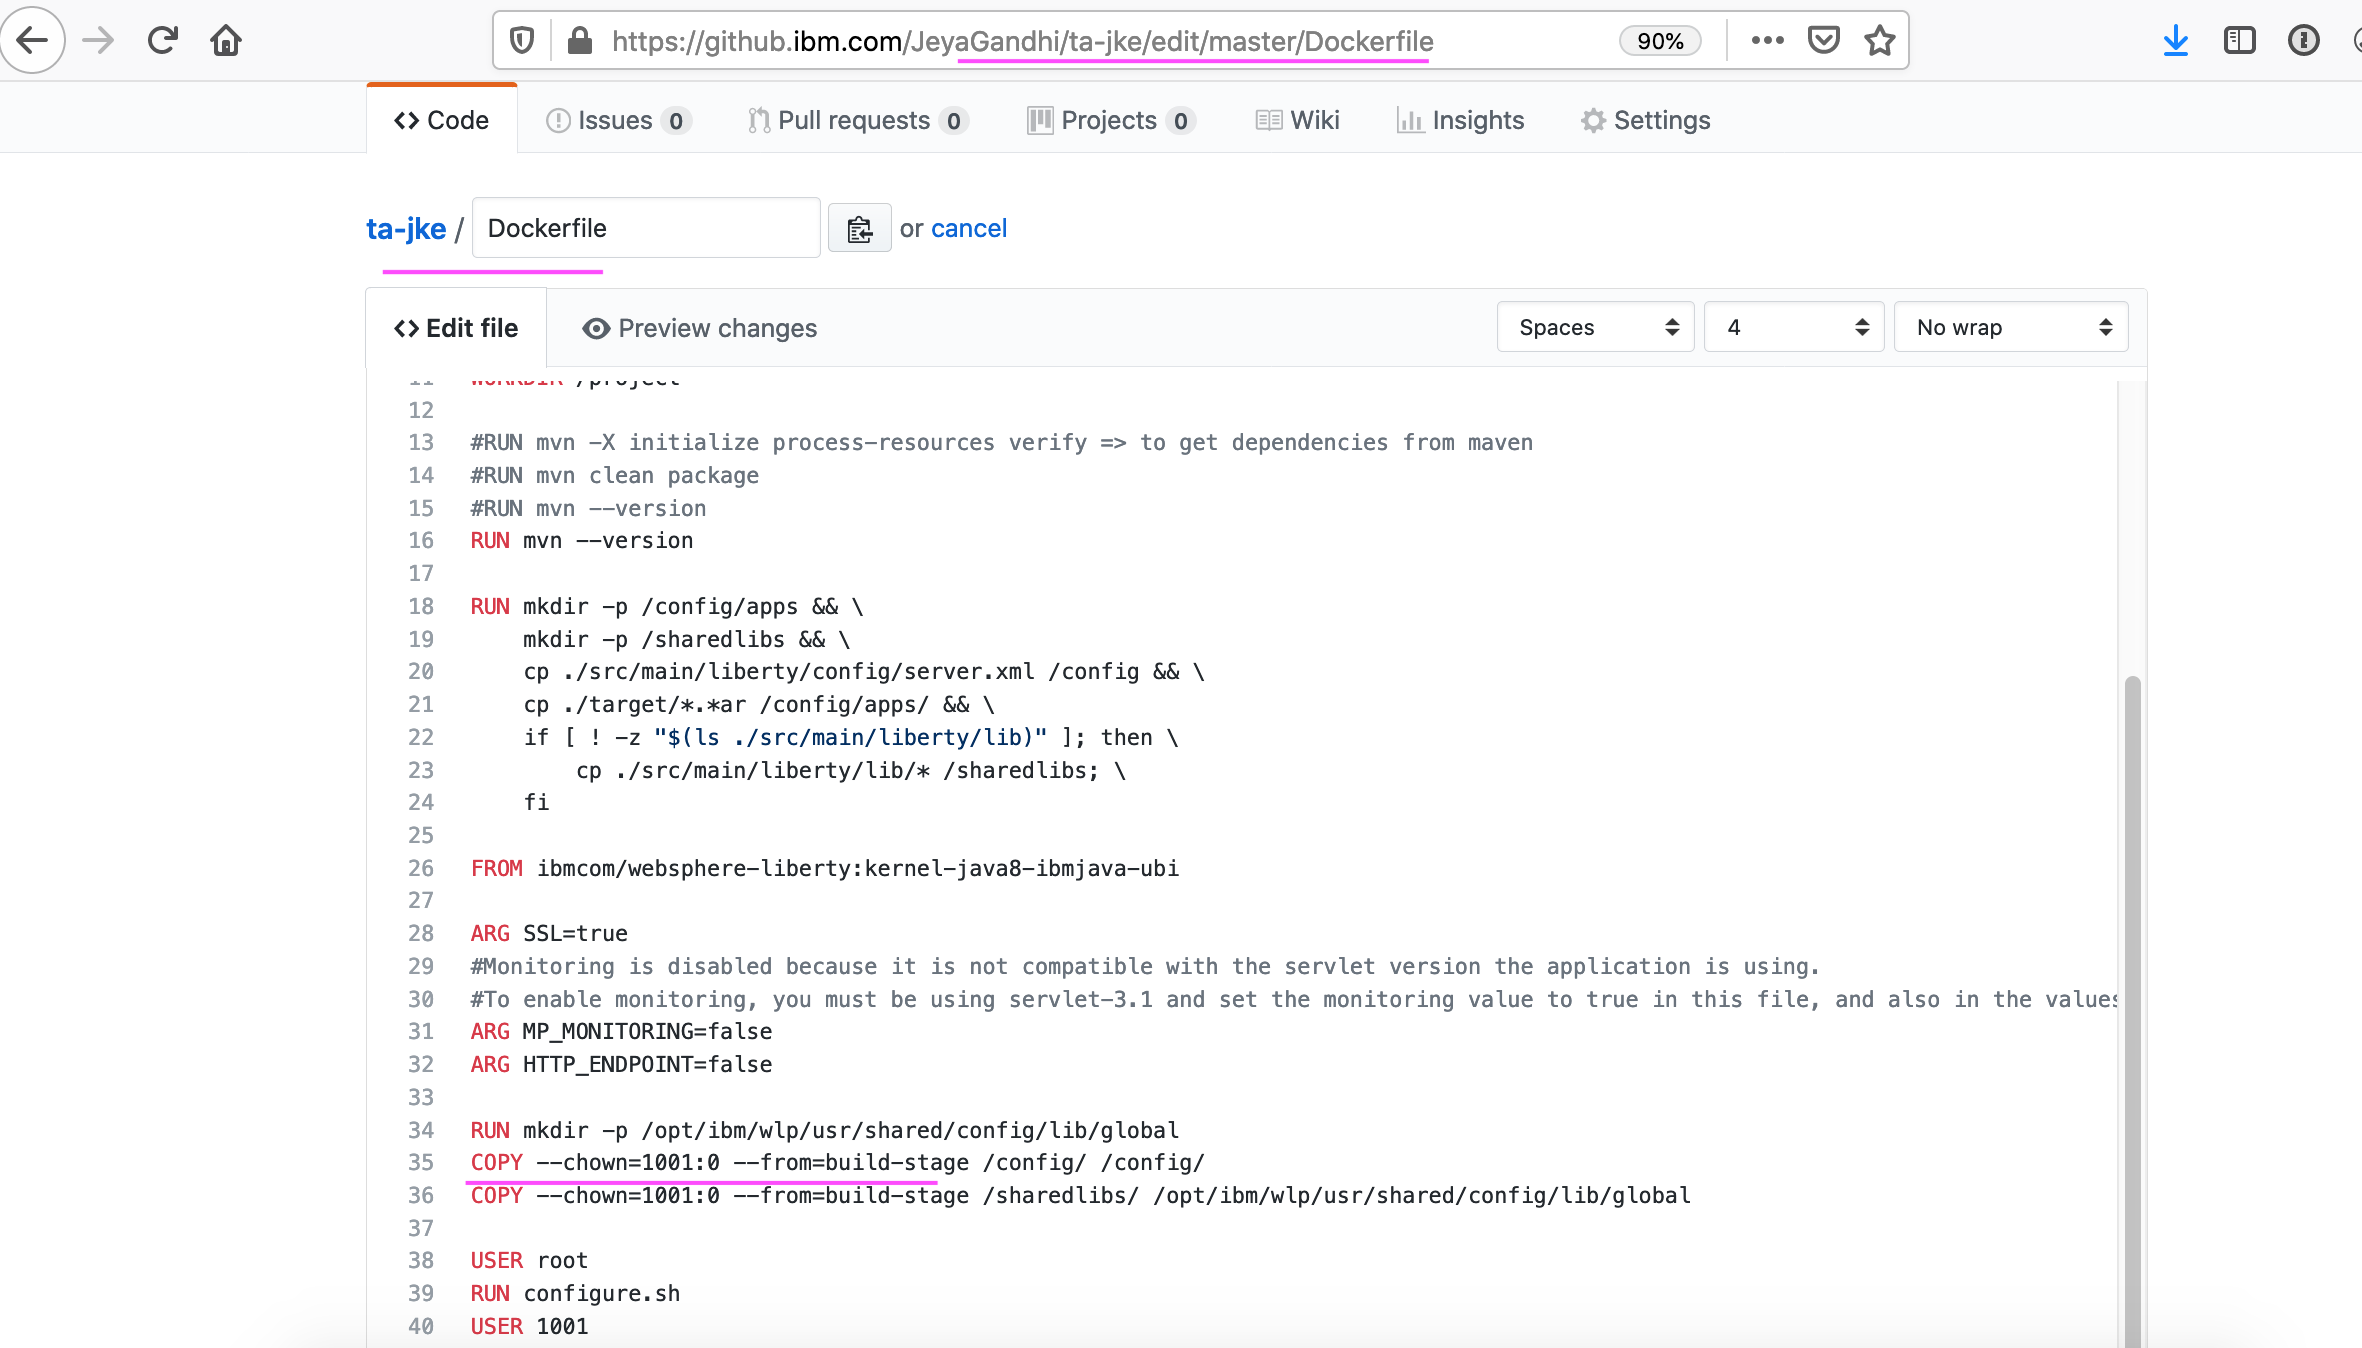 https://github.ibm.com/JeyaGandhi/ta-jke/edit/master/Dockerfile 90%
Code Issues 0 Pull requests 0 Projects 0 Wiki Insights Settings
ta-jke / Dockerfile or cancel
Edit file Preview changes Spaces 4 No wrap
11 WORKDIR /project
12
13 #RUN mvn -X initialize process-resources verify => to get dependencies from maven
14 #RUN mvn clean package
15 #RUN mvn --version
16 RUN mvn --version
17
18 RUN mkdir -p /config/apps && \
19 mkdir -p /sharedlibs && \
20 cp ./src/main/liberty/config/server.xml /config && \
21 cp ./target/*.*ar /config/apps/ && \
22 if [ ! -z "$(ls ./src/main/liberty/lib)" ]; then \
23 cp ./src/main/liberty/lib/* /sharedlibs; \
24 fi
25
26 FROM ibmcom/websphere-liberty:kernel-java8-ibmjava-ubi
27
28 ARG SSL=true
29 #Monitoring is disabled because it is not compatible with the servlet version the application is using.
30 #To enable monitoring, you must be using servlet-3.1 and set the monitoring value to true in this file, and also in the values
31 ARG MP_MONITORING=false
32 ARG HTTP_ENDPOINT=false
33
34 RUN mkdir -p /opt/ibm/wlp/usr/shared/config/lib/global
35 COPY --chown=1001:0 --from=build-stage /config/ /config/
36 COPY --chown=1001:0 --from=build-stage /sharedlibs/ /opt/ibm/wlp/usr/shared/config/lib/global
37
38 USER root
39 RUN configure.sh
40 USER 1001